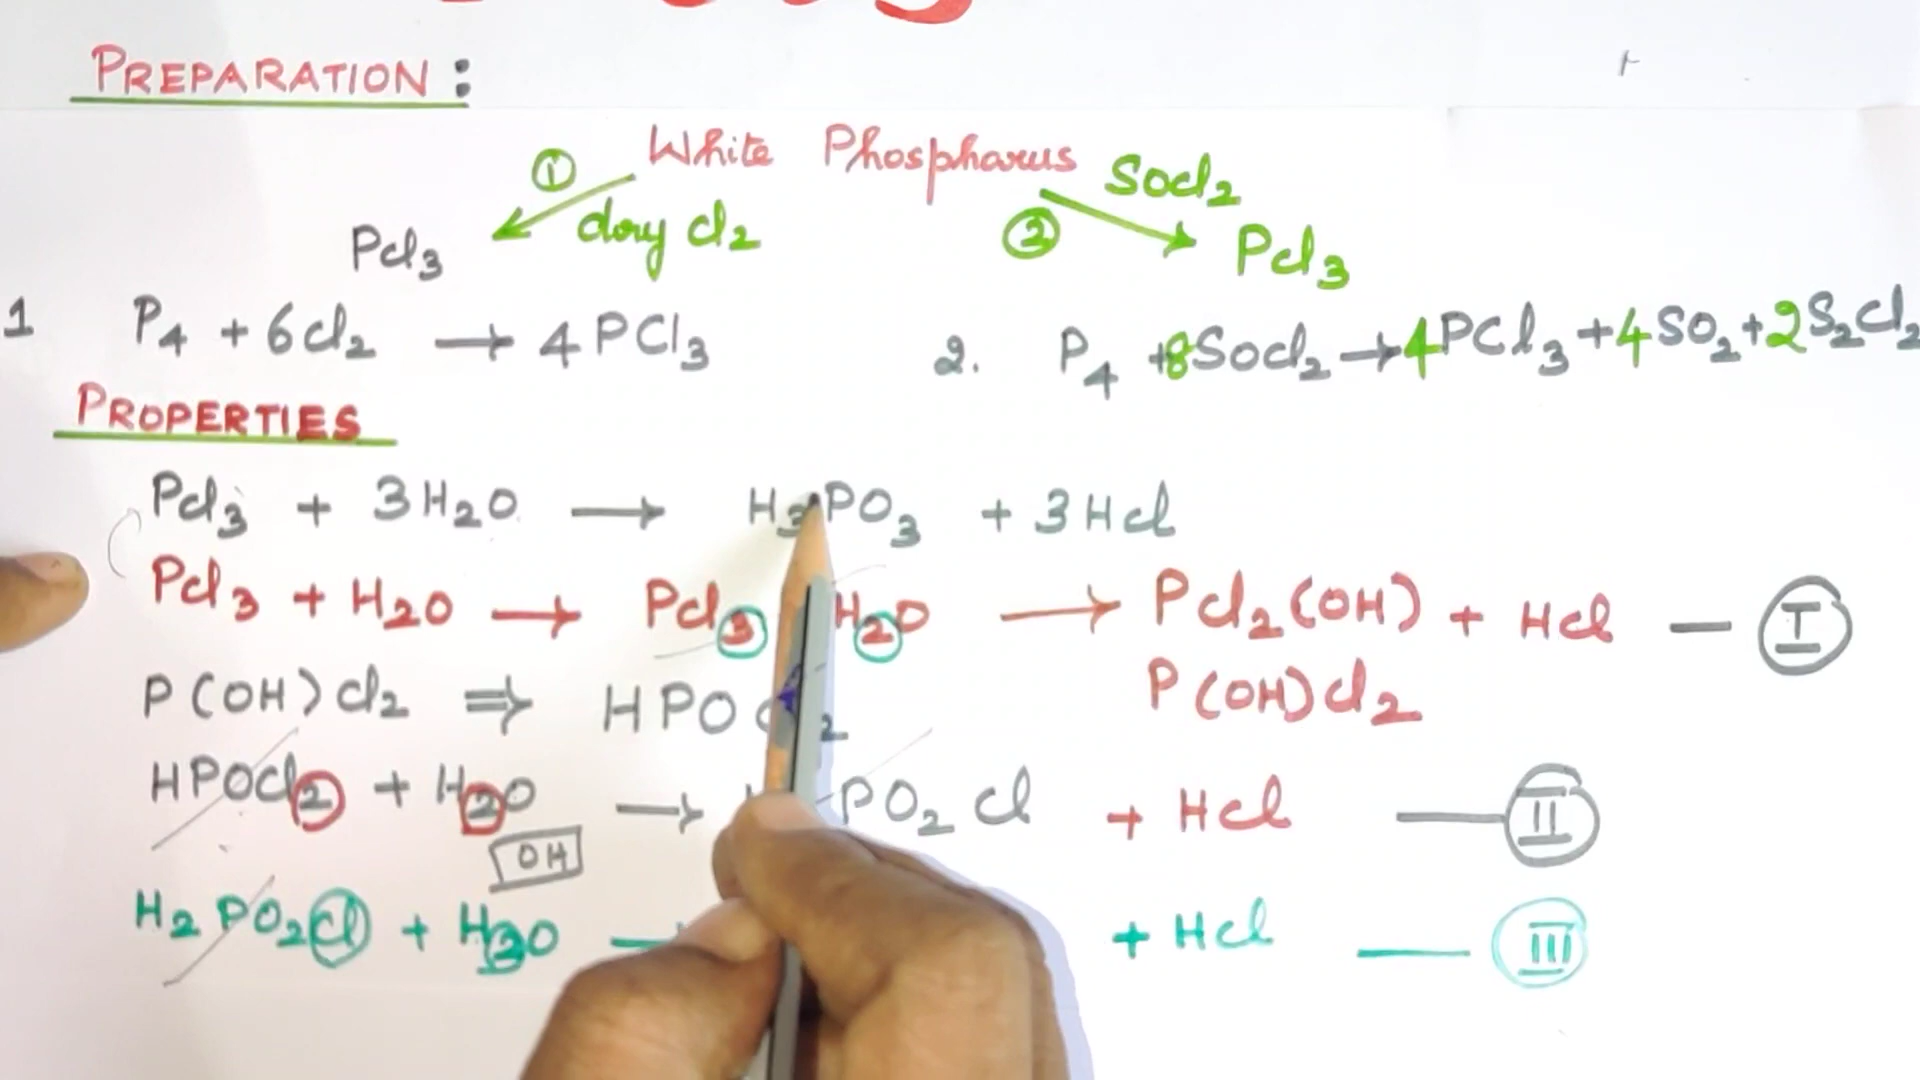 PREPARATION :
White Phosphorus
① dry Cl2 SOCl2
PCl3 ② PCl3
1 P4 + 6Cl2 → 4PCl3
2. P4 + 8SOCl2 → 4PCl3 + 4SO2 + 2S2Cl2
PROPERTIES
PCl3 + 3H2O → H3PO3 + 3HCl
PCl3 + H2O → PCl3 H2O → PCl2(OH) + HCl — I
P(OH)Cl2
P(OH)Cl2 ⇒ HPO 2
HPOCl2 + H2O → PO2Cl + HCl — II
OH
H2PO2Cl + H2O → + HCl — III